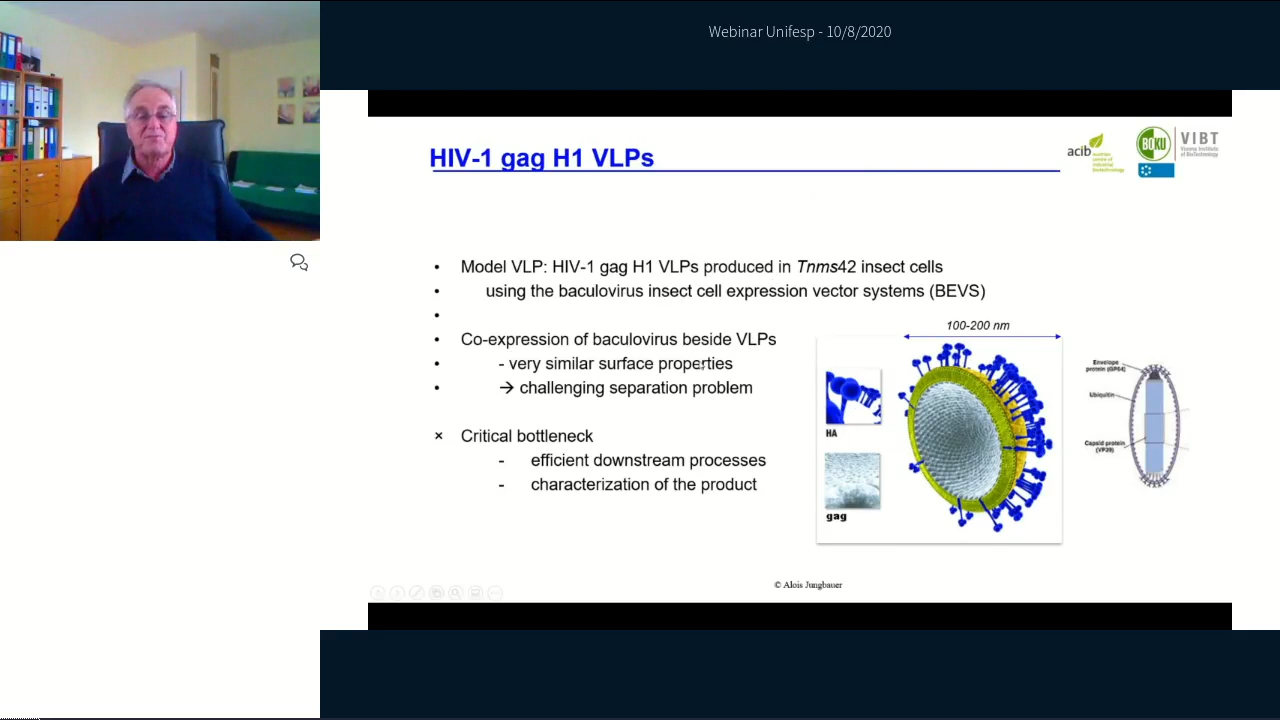 Webinar Unifesp - 10/8/2020
HIV-1 gag H1 VLPs
acib
BOKU
VIBT
• Model VLP: HIV-1 gag H1 VLPs produced in Tnms42 insect cells
• using the baculovirus insect cell expression vector systems (BEVS)
•
• Co-expression of baculovirus beside VLPs
• - very similar surface properties
• → challenging separation problem
× Critical bottleneck
- efficient downstream processes
- characterization of the product
100-200 nm
HA
gag
Envelope
protein (GP64)
Ubiquitin
Capsid protein
(VP39)
© Alois Jungbauer